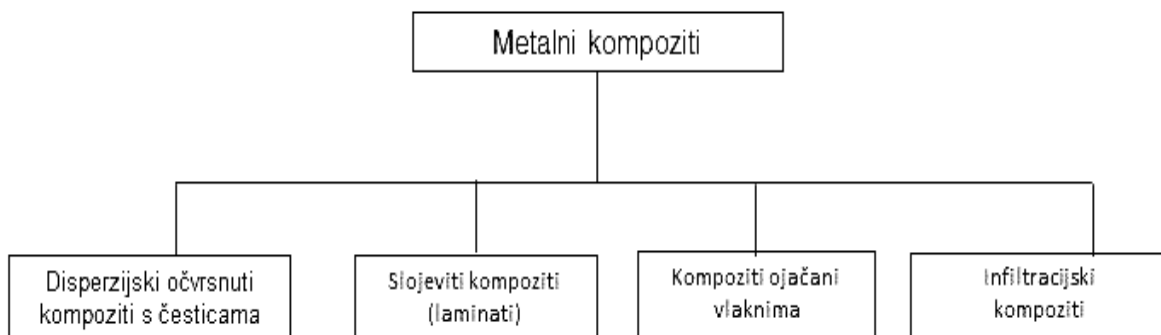 Metalni kompoziti
Disperzijski očvrsnuti
kompoziti s česticama
Slojeviti kompoziti
(laminati)
Kompoziti ojačani
vlaknima
Infiltracijski
kompoziti